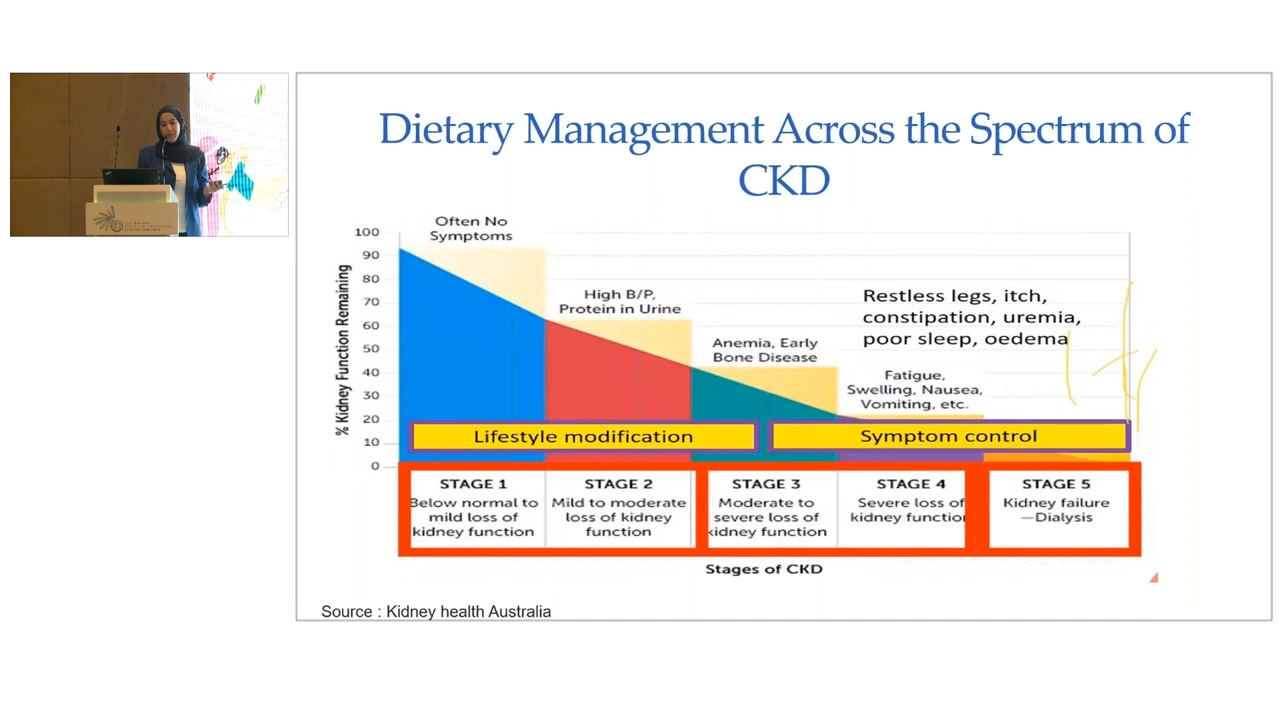 Dietary Management Across the Spectrum of
CKD
Often No
Symptoms
High B/P,
Protein in Urine
Anemia, Early
Bone Disease
Restless legs, itch,
constipation, uremia,
poor sleep, oedema
Fatigue,
Swelling, Nausea,
Vomiting, etc.
% Kidney Function Remaining
100
90
80
70
60
50
40
30
20
10
0
Lifestyle modification
Symptom control
STAGE 1
Below normal to
mild loss of
kidney function
STAGE 2
Mild to moderate
loss of kidney
function
STAGE 3
Moderate to
severe loss of
kidney function
STAGE 4
Severe loss of
kidney function
STAGE 5
Kidney failure
—Dialysis
Stages of CKD
Source : Kidney health Australia